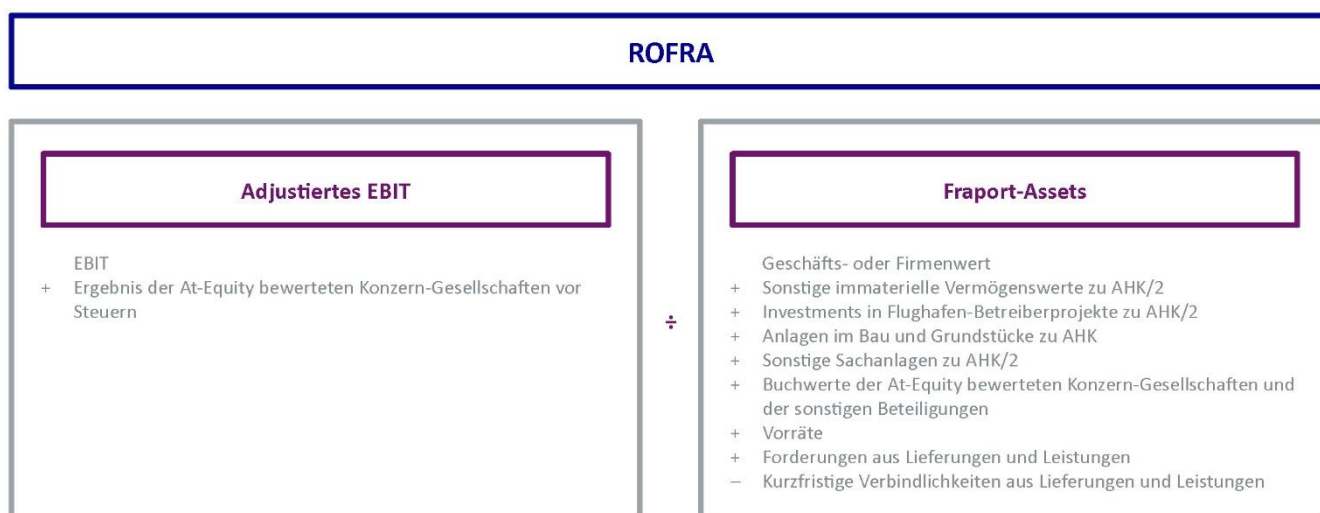 ROFRA
Adjustiertes EBIT
EBIT
+ Ergebnis der At-Equity bewerteten Konzern-Gesellschaften vor
Steuern
÷
Fraport-Assets
Geschäfts- oder Firmenwert
+ Sonstige immaterielle Vermögenswerte zu AHK/2
+ Investments in Flughafen-Betreiberprojekte zu AHK/2
+ Anlagen im Bau und Grundstücke zu AHK
+ Sonstige Sachanlagen zu AHK/2
+ Buchwerte der At-Equity bewerteten Konzern-Gesellschaften und
der sonstigen Beteiligungen
+ Vorräte
+ Forderungen aus Lieferungen und Leistungen
– Kurzfristige Verbindlichkeiten aus Lieferungen und Leistungen